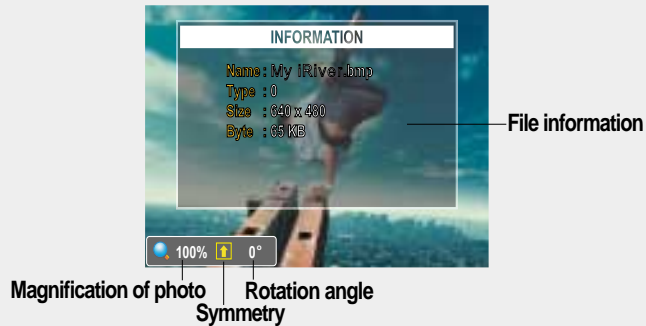 INFORMATION
Name : My iRiver.bmp
Type : 0
Size : 640 x 480
Byte : 65 KB
File information
100% 0°
Magnification of photo Rotation angle
Symmetry